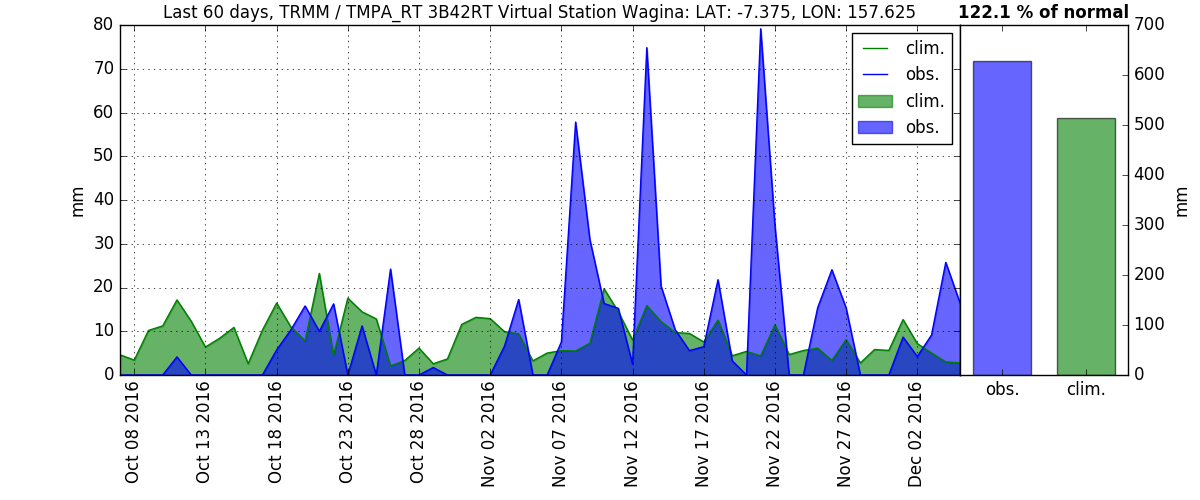 Last 60 days, TRMM / TMPA_RT 3B42RT Virtual Station Wagina: LAT: -7.375, LON: 157.625
122.1 % of normal
80
70
60
50
40
30
20
10
0
mm
clim.
obs.
clim.
obs.
700
600
500
400
300
200
100
0
mm
obs.
clim.
Oct 08 2016
Oct 13 2016
Oct 18 2016
Oct 23 2016
Oct 28 2016
Nov 02 2016
Nov 07 2016
Nov 12 2016
Nov 17 2016
Nov 22 2016
Nov 27 2016
Dec 02 2016